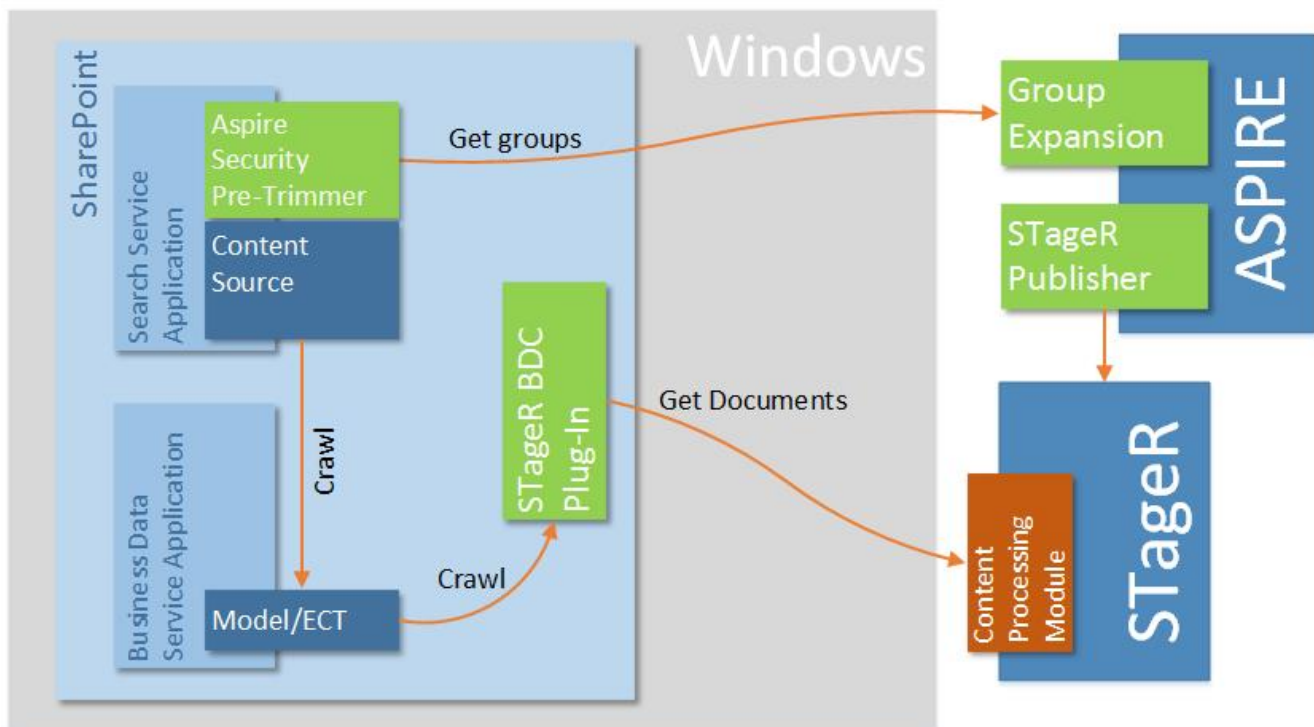 Windows
SharePoint
Search Service
Application
Aspire
Security
Pre-Trimmer
Content
Source
Get groups
Group
Expansion
STageR
Publisher
ASPIRE
Crawl
STageR BDC
Plug-In
Get Documents
Business Data
Service Application
Model/ECT
Crawl
Content
Processing
Module
STageR